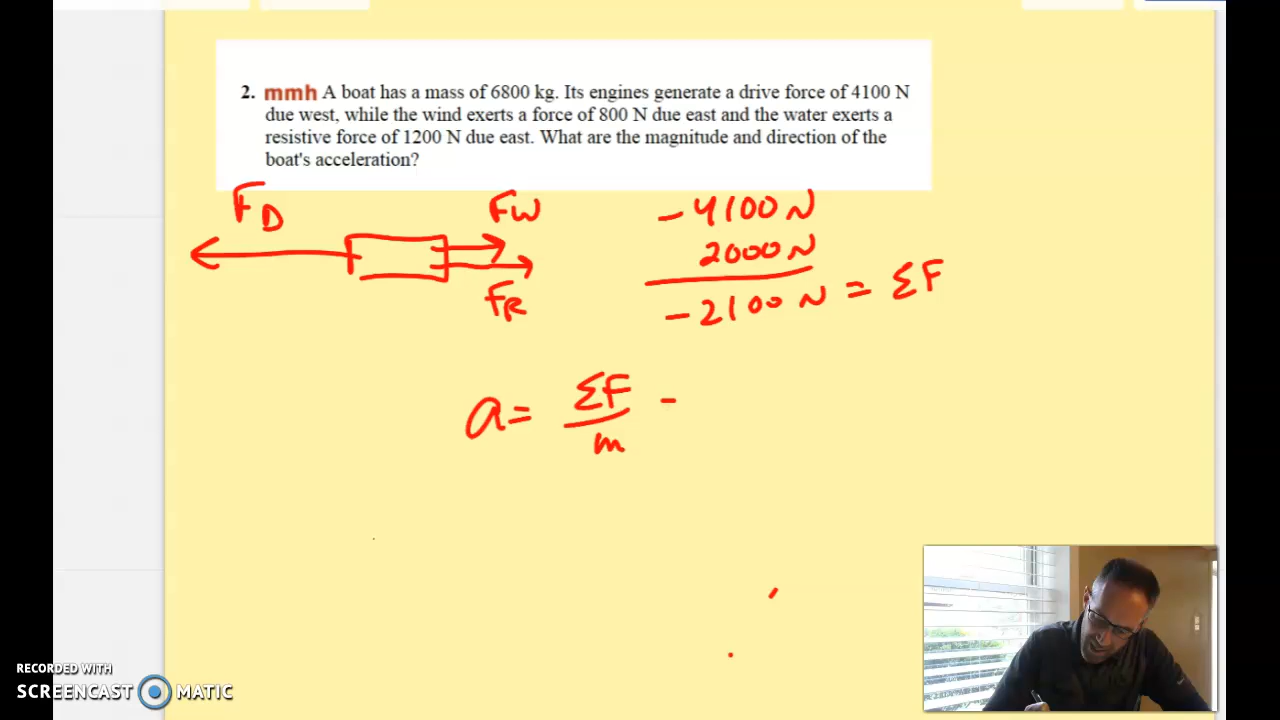 2. mmh A boat has a mass of 6800 kg. Its engines generate a drive force of 4100 N
due west, while the wind exerts a force of 800 N due east and the water exerts a
resistive force of 1200 N due east. What are the magnitude and direction of the
boat's acceleration?
FD
FW
FR
-4100 N
2000 N
-2100 N = ΣF
a = ΣF
m
RECORDED WITH
SCREENCAST MATIC